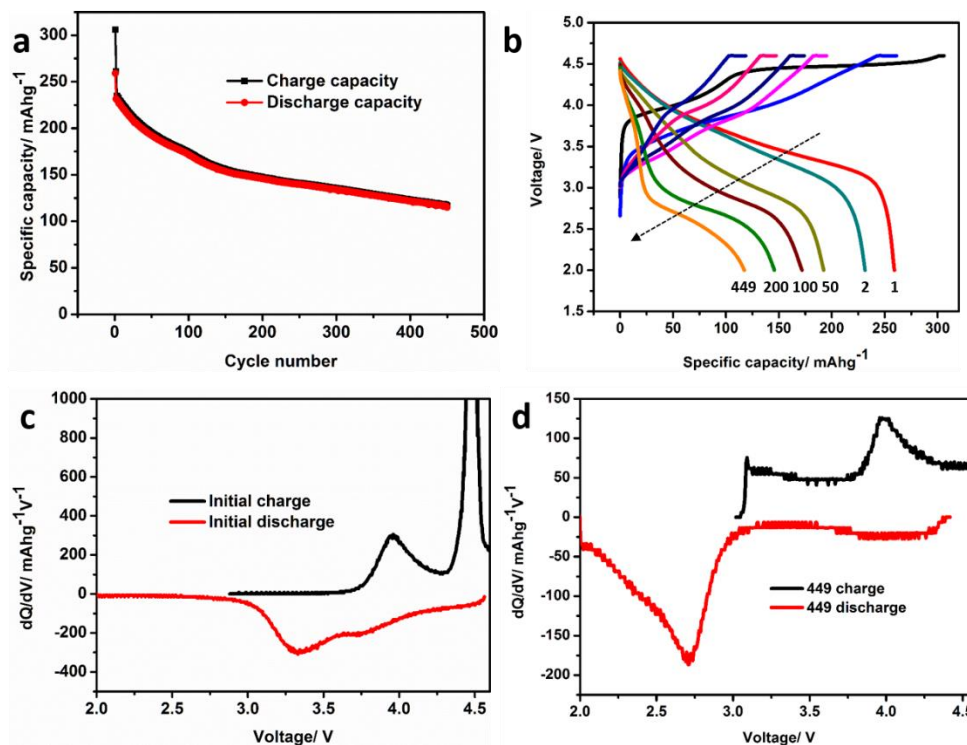 a
Specific capacity/ mAhg-1
300
250
200
150
100
50
0
Charge capacity
Discharge capacity
0 100 200 300 400 500
Cycle number
b
Voltage/ V
5.0
4.5
4.0
3.5
3.0
2.5
2.0
1.5
449 200 100 50 2 1
0 50 100 150 200 250 300
Specific capacity/ mAhg-1
c
dQ/dV/ mAhg-1V-1
1000
800
600
400
200
0
-200
-400
Initial charge
Initial discharge
2.0 2.5 3.0 3.5 4.0 4.5
Voltage/ V
d
dQ/dV/ mAhg-1V-1
150
100
50
0
-50
-100
-150
-200
449 charge
449 discharge
2.0 2.5 3.0 3.5 4.0 4.5
Voltage/ V